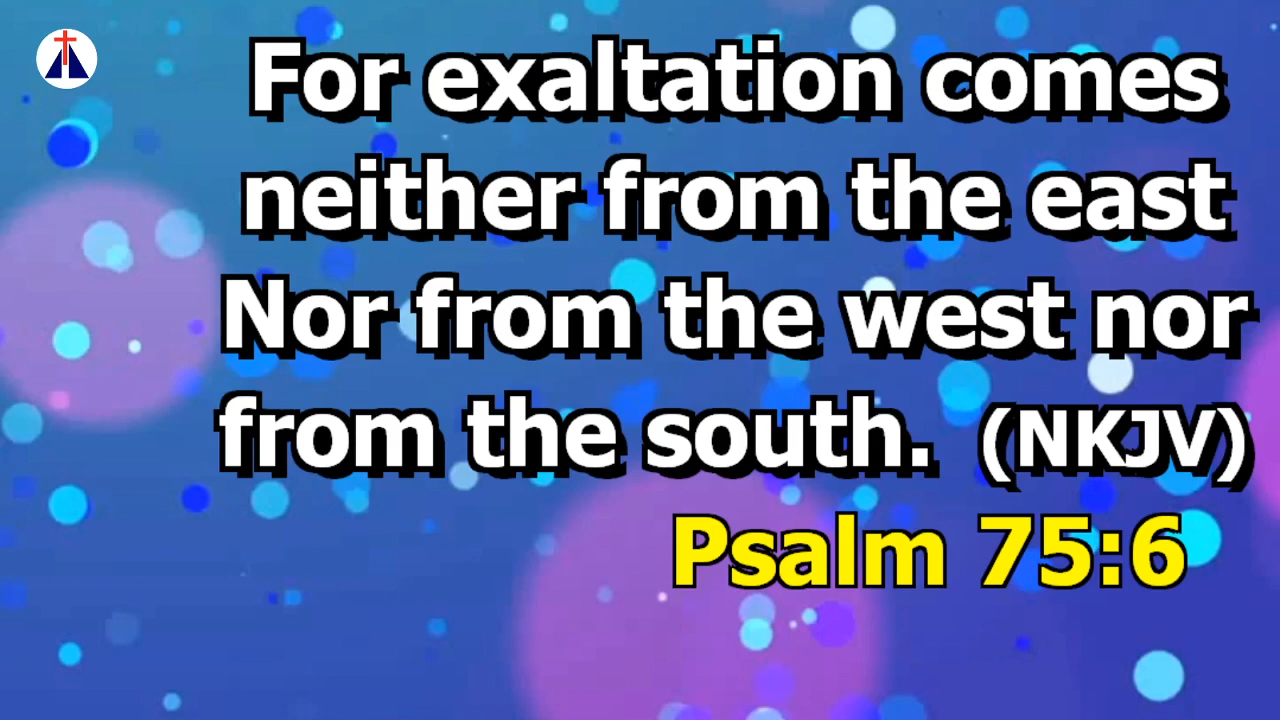 For exaltation comes
neither from the east
Nor from the west nor
from the south. (NKJV)
Psalm 75:6